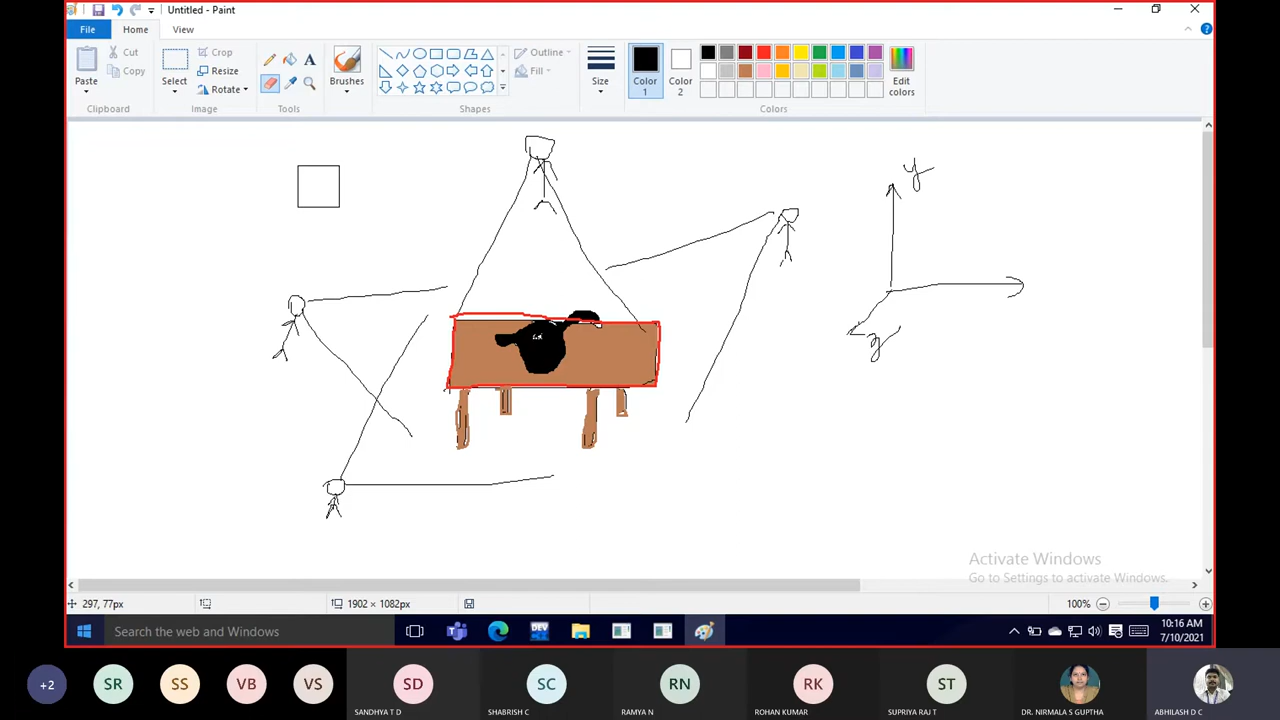 Untitled - Paint
File
Home
View
Paste
Cut
Copy
Clipboard
Select
Crop
Resize
Rotate
Image
A
Tools
Brushes
Shapes
Outline
Fill
Size
Color
1
Color
2
Edit
colors
Colors
y
Activate Windows
Go to Settings to activate Windows.
297, 77px
1902 × 1082px
100%
Search the web and Windows
DEV
10:16 AM
7/10/2021
+2
SR
SS
VB
VS
SD
SC
RN
RK
ST
SANDHYA T D
SHABRISH C
RAMYA N
ROHAN KUMAR
SUPRIYA RAJ T
DR. NIRMALA S GUPTHA
ABHILASH D C